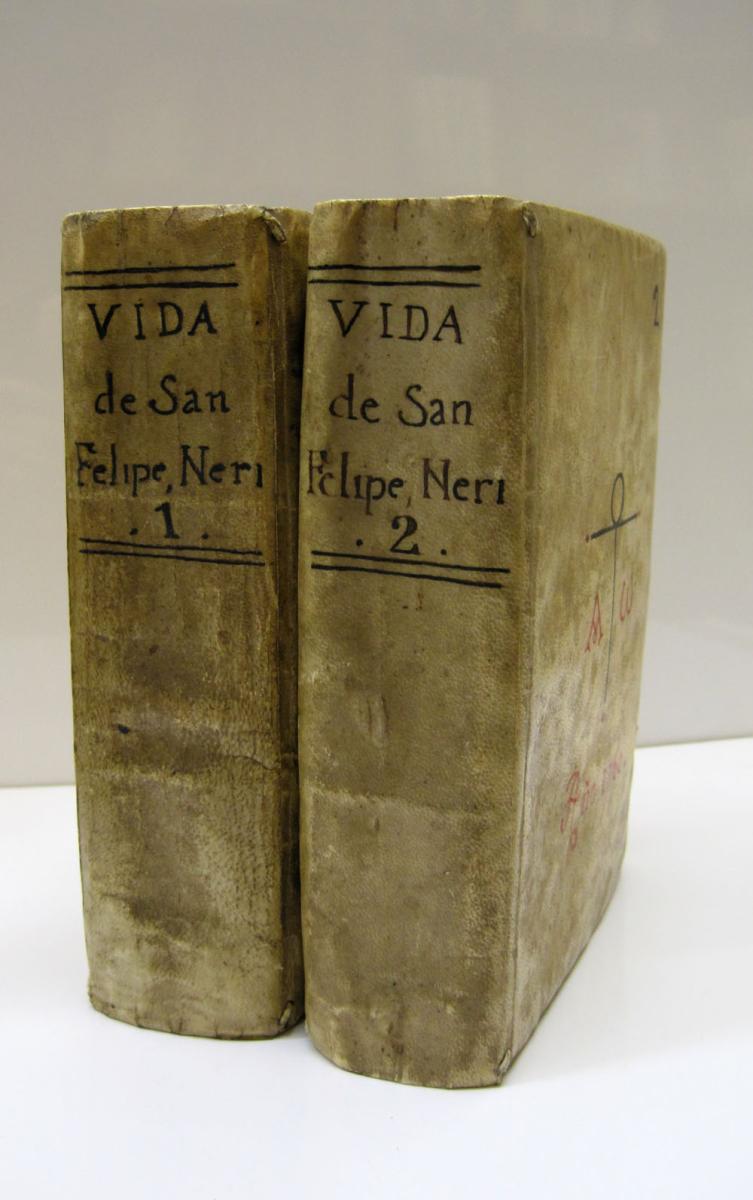 VIDA
de San
Felipe, Neri
. 1 .
VIDA
de San
Felipe, Neri
. 2 .
2
A ω